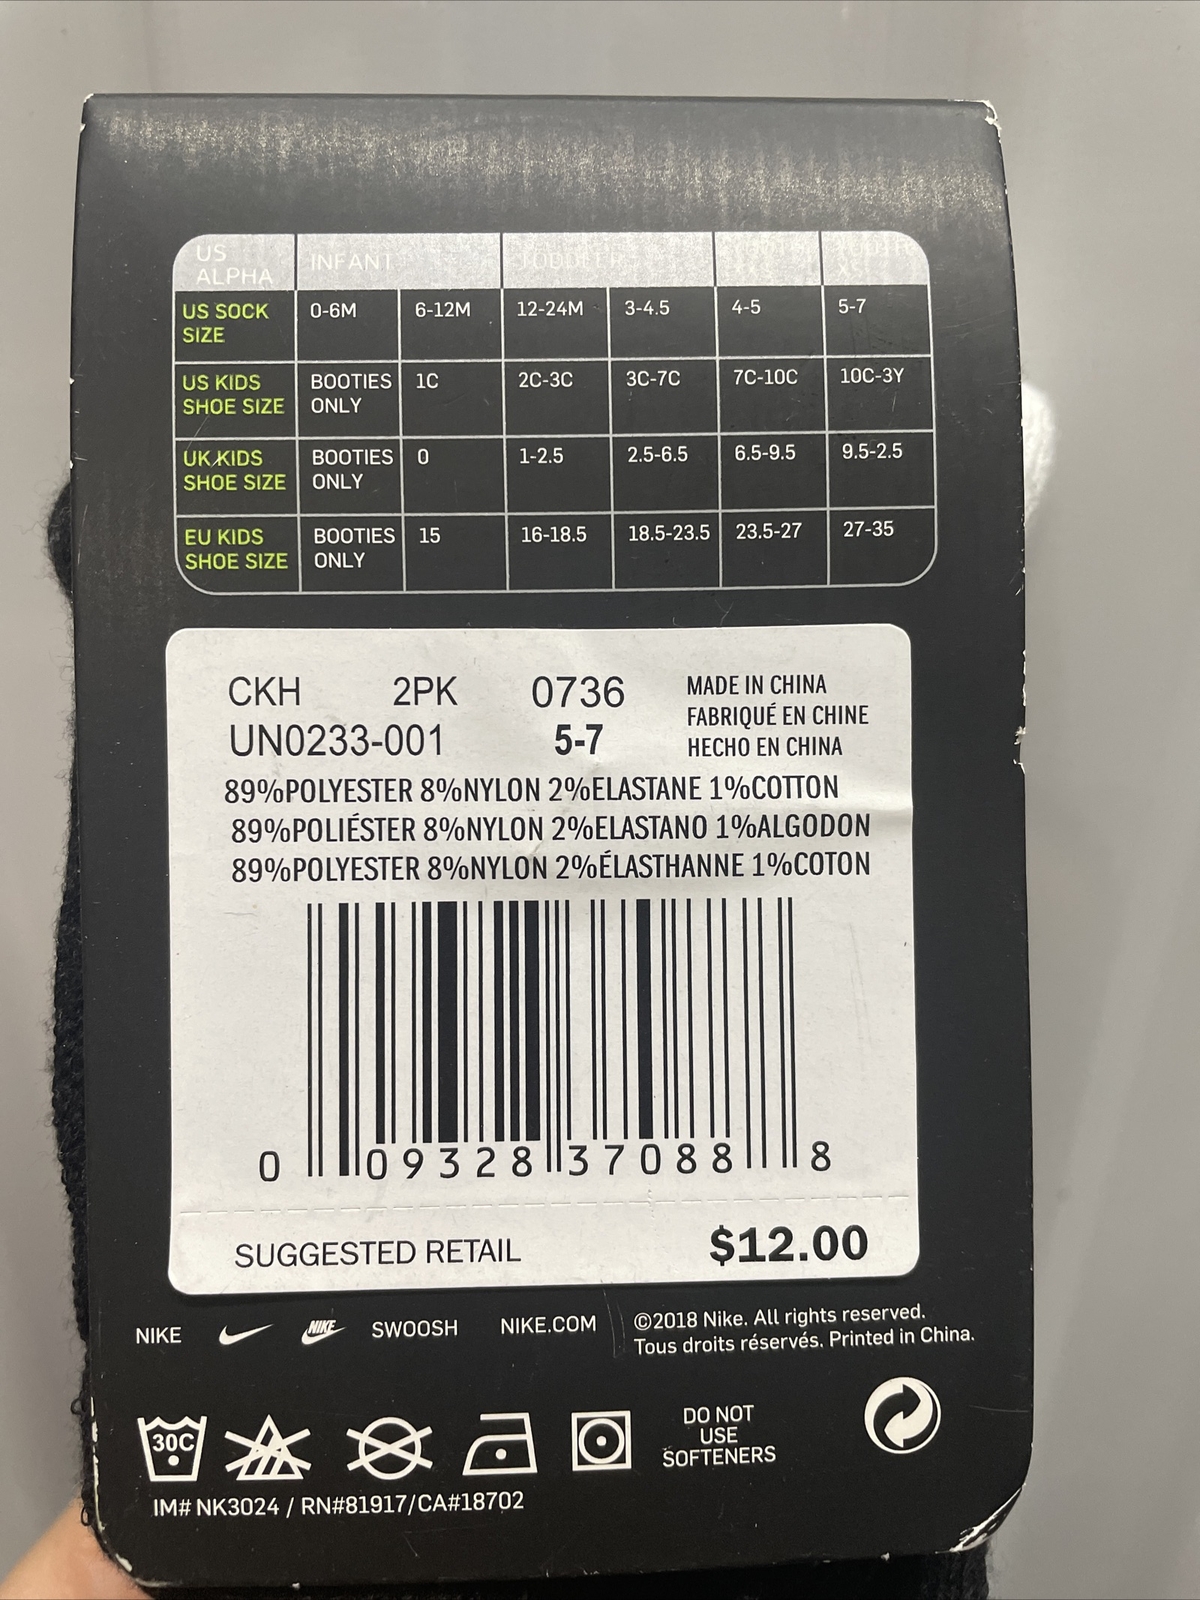 US ALPHA INFANT TODDLER
US SOCK SIZE 0-6M 6-12M 12-24M 3-4.5 4-5 5-7
US KIDS SHOE SIZE BOOTIES ONLY 1C 2C-3C 3C-7C 7C-10C 10C-3Y
UK KIDS SHOE SIZE BOOTIES ONLY 0 1-2.5 2.5-6.5 6.5-9.5 9.5-2.5
EU KIDS SHOE SIZE BOOTIES ONLY 15 16-18.5 18.5-23.5 23.5-27 27-35
CKH 2PK 0736
UN0233-001 5-7
MADE IN CHINA
FABRIQUÉ EN CHINE
HECHO EN CHINA
89%POLYESTER 8%NYLON 2%ELASTANE 1%COTTON
89%POLIÉSTER 8%NYLON 2%ELASTANO 1%ALGODON
89%POLYESTER 8%NYLON 2%ÉLASTHANNE 1%COTON
0 09328 37088 8
SUGGESTED RETAIL $12.00
NIKE NIKE SWOOSH NIKE.COM
©2018 Nike. All rights reserved.
Tous droits réservés. Printed in China.
30C
DO NOT
USE
SOFTENERS
IM# NK3024 / RN#81917/CA#18702